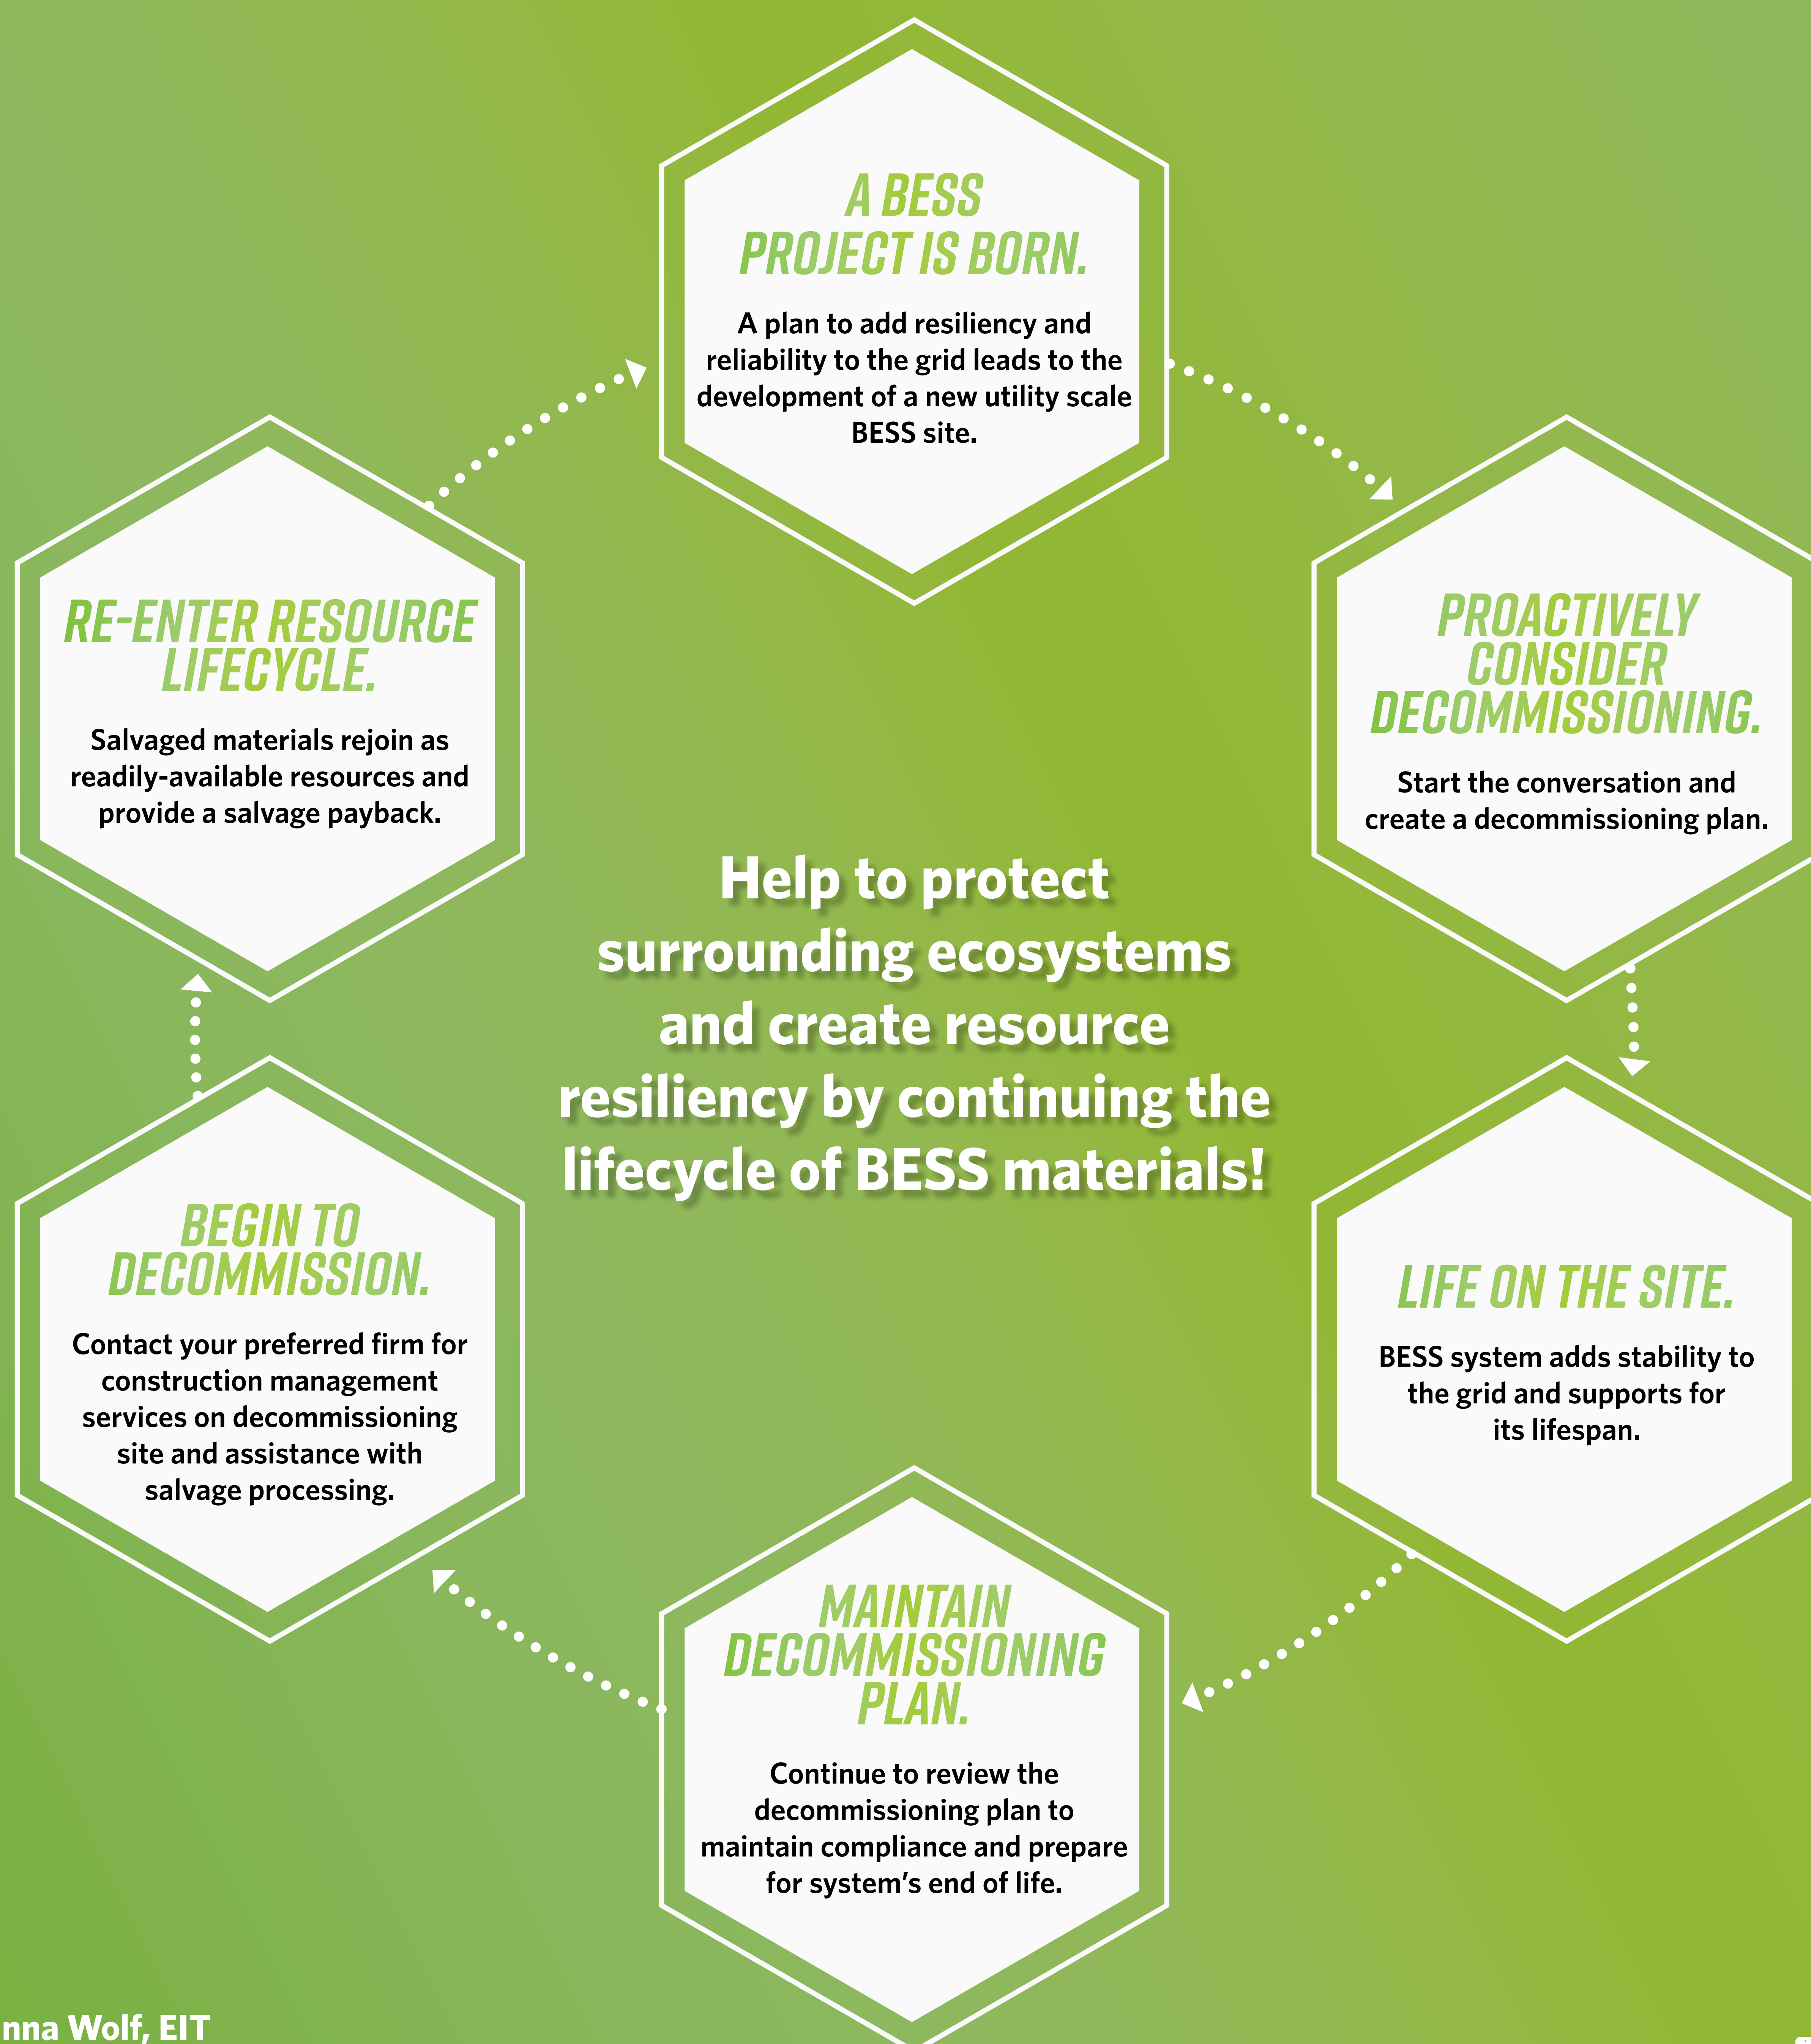 A BESS
PROJECT IS BORN.
A plan to add resiliency and
reliability to the grid leads to the
development of a new utility scale
BESS site.
PROACTIVELY
CONSIDER
DECOMMISSIONING.
Start the conversation and
create a decommissioning plan.
LIFE ON THE SITE.
BESS system adds stability to
the grid and supports for
its lifespan.
MAINTAIN
DECOMMISSIONING
PLAN.
Continue to review the
decommissioning plan to
maintain compliance and prepare
for system's end of life.
BEGIN TO
DECOMMISSION.
Contact your preferred firm for
construction management
services on decommissioning
site and assistance with
salvage processing.
RE-ENTER RESOURCE
LIFECYCLE.
Salvaged materials rejoin as
readily-available resources and
provide a salvage payback.
Help to protect
surrounding ecosystems
and create resource
resiliency by continuing the
lifecycle of BESS materials!
nna Wolf, EIT